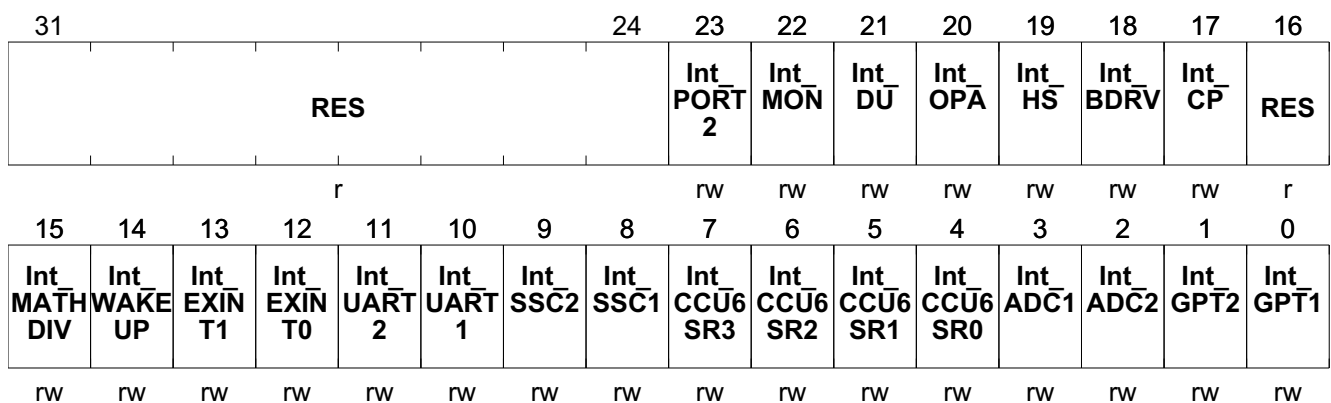 31 24 23 22 21 20 19 18 17 16
RES Int_PORT2 Int_MON Int_DU Int_OPA Int_HS Int_BDRV Int_CP RES
r rw rw rw rw rw rw rw r
15 14 13 12 11 10 9 8 7 6 5 4 3 2 1 0
Int_MATHDIV Int_WAKEUP Int_EXINT1 Int_EXINT0 Int_UART2 Int_UART1 Int_SSC2 Int_SSC1 Int_CCU6SR3 Int_CCU6SR2 Int_CCU6SR1 Int_CCU6SR0 Int_ADC1 Int_ADC2 Int_GPT2 Int_GPT1
rw rw rw rw rw rw rw rw rw rw rw rw rw rw rw rw